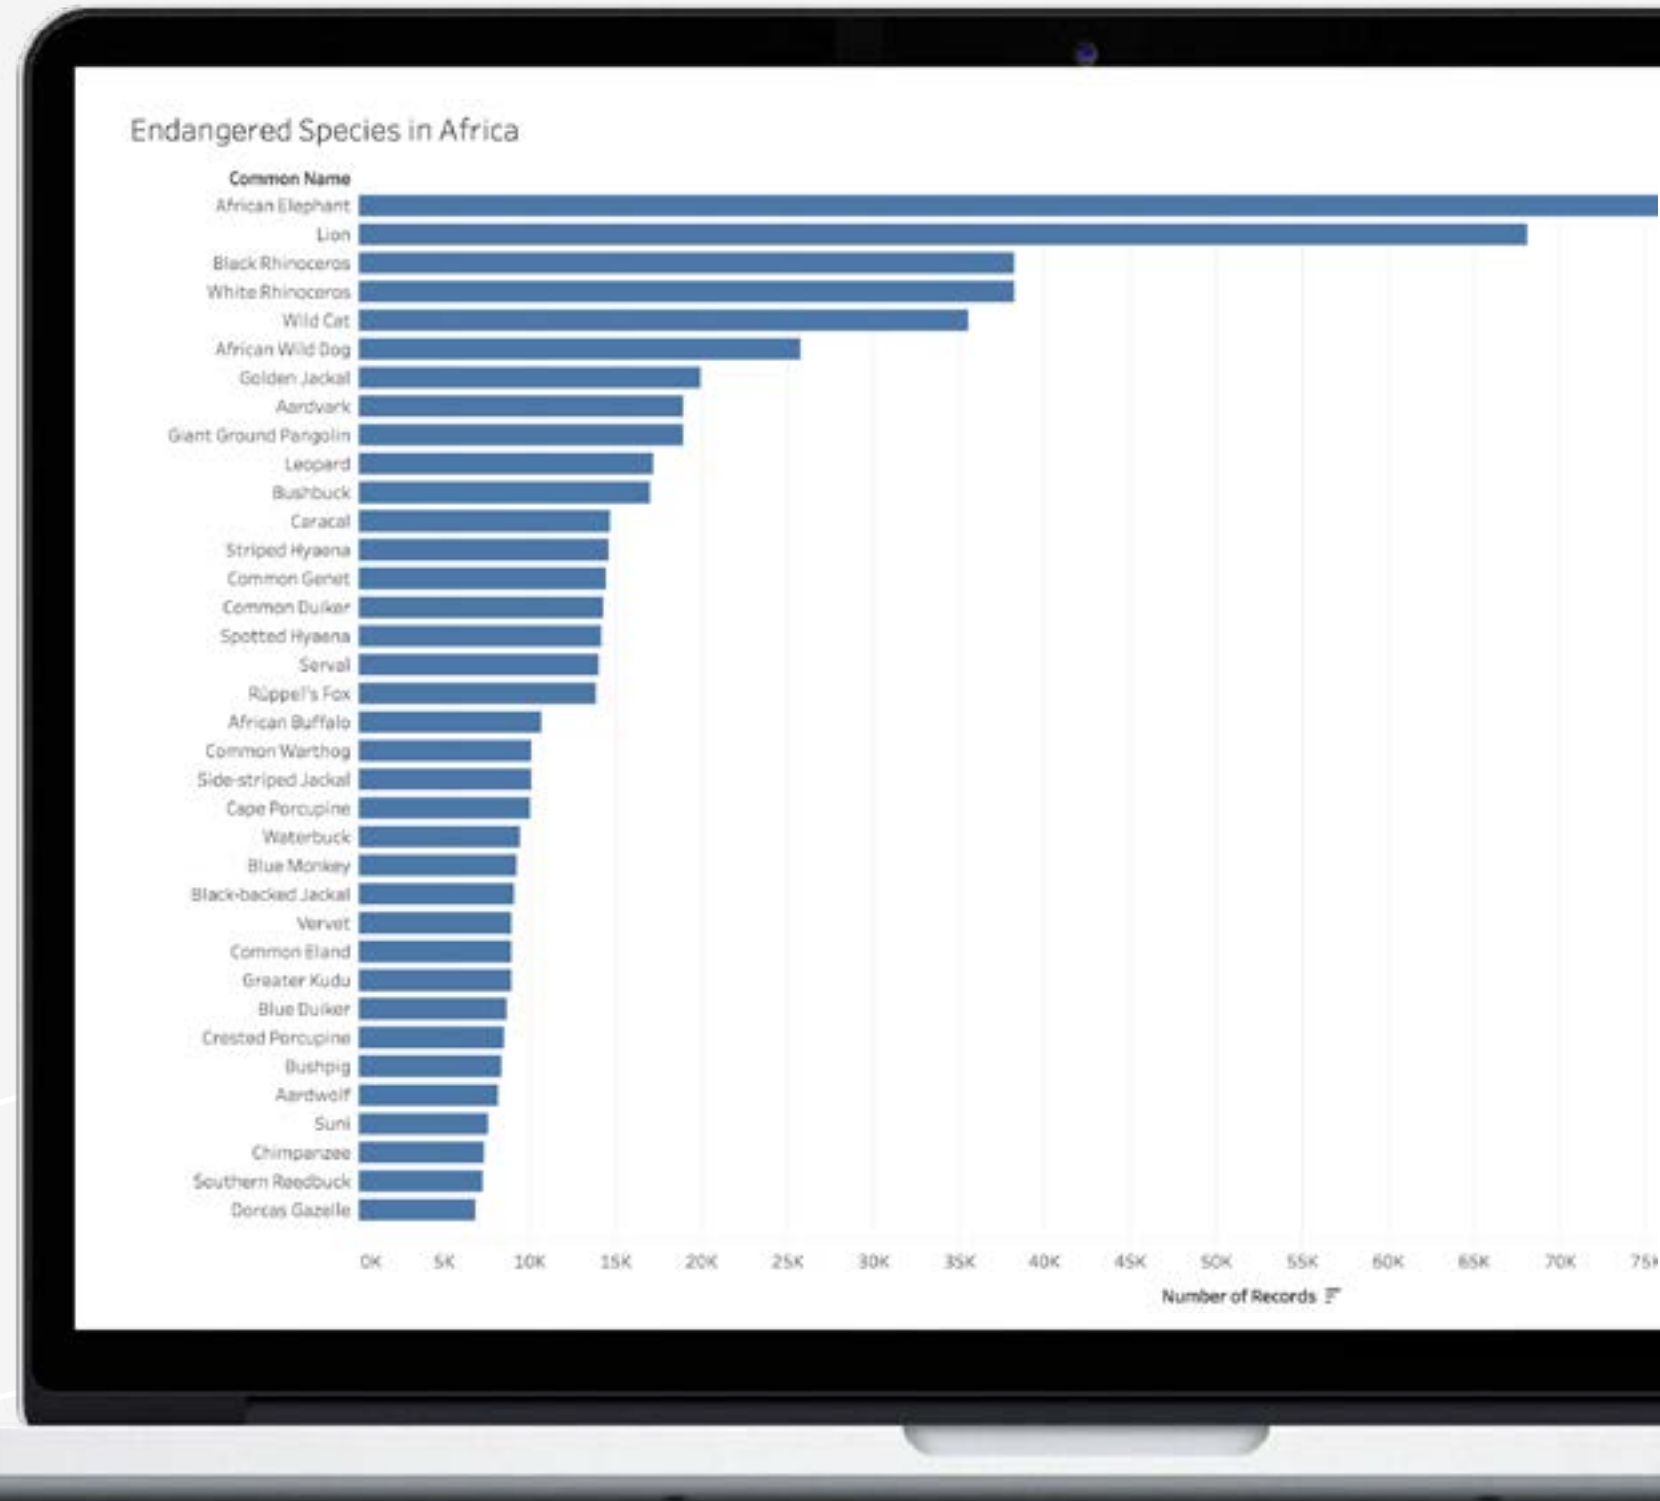 Endangered Species in Africa
Common Name
African Elephant
Lion
Black Rhinoceros
White Rhinoceros
Wild Cat
African Wild Dog
Golden Jackal
Aardvark
Giant Ground Pangolin
Leopard
Bushbuck
Caracal
Striped Hyaena
Common Genet
Common Duiker
Spotted Hyaena
Serval
Rüppel's Fox
African Buffalo
Common Warthog
Side-striped Jackal
Cape Porcupine
Waterbuck
Blue Monkey
Black-backed Jackal
Vervet
Common Eland
Greater Kudu
Blue Duiker
Crested Porcupine
Bushpig
Aardwolf
Suni
Chimpanzee
Southern Reedbuck
Dorcas Gazelle
0K 5K 10K 15K 20K 25K 30K 35K 40K 45K 50K 55K 60K 65K 70K 75K
Number of Records